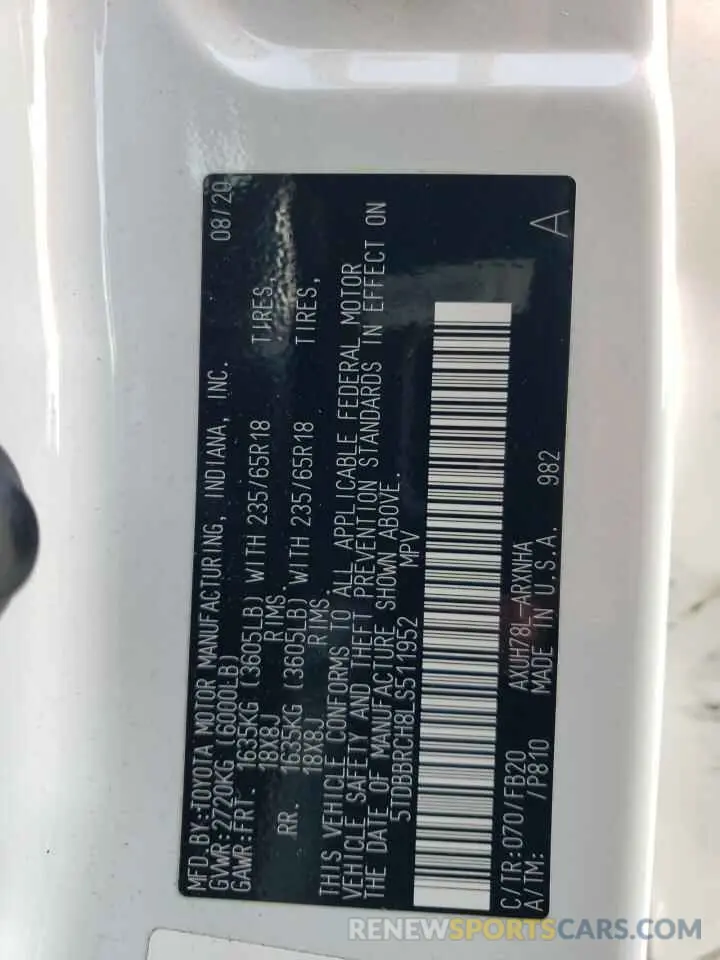 MFD. BY:TOYOTA MOTOR MANUFACTURING, INDIANA, INC. 08/20
GVWR:2720KG (6000LB)
GAWR:FRT. 1635KG (3605LB) WITH 235/65R18 TIRES,
18X8J RIMS.
RR. 1635KG (3605LB) WITH 235/65R18 TIRES,
18X8J RIMS.
THIS VEHICLE CONFORMS TO ALL APPLICABLE FEDERAL MOTOR
VEHICLE SAFETY AND THEFT PREVENTION STANDARDS IN EFFECT ON
THE DATE OF MANUFACTURE SHOWN ABOVE.
5TDBBRCH8LS511952 MPV
C/TR:070/FB20 AXUH78L-ARXNHA
A/TM: /P810 MADE IN U.S.A. 982 A
RENEWSPORTSCARS.COM